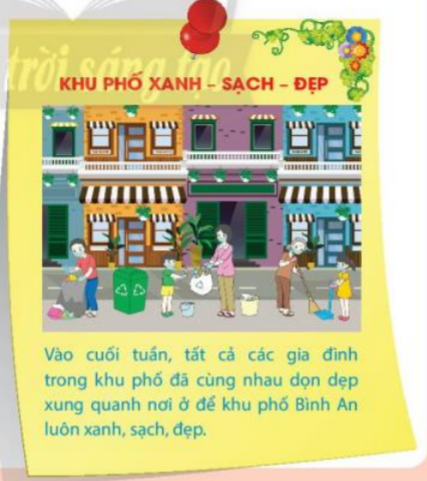 trời sáng tạo
KHU PHỐ XANH – SẠCH – ĐẸP
Vào cuối tuần, tất cả các gia đình
trong khu phố đã cùng nhau dọn dẹp
xung quanh nơi ở để khu phố Bình An
luôn xanh, sạch, đẹp.